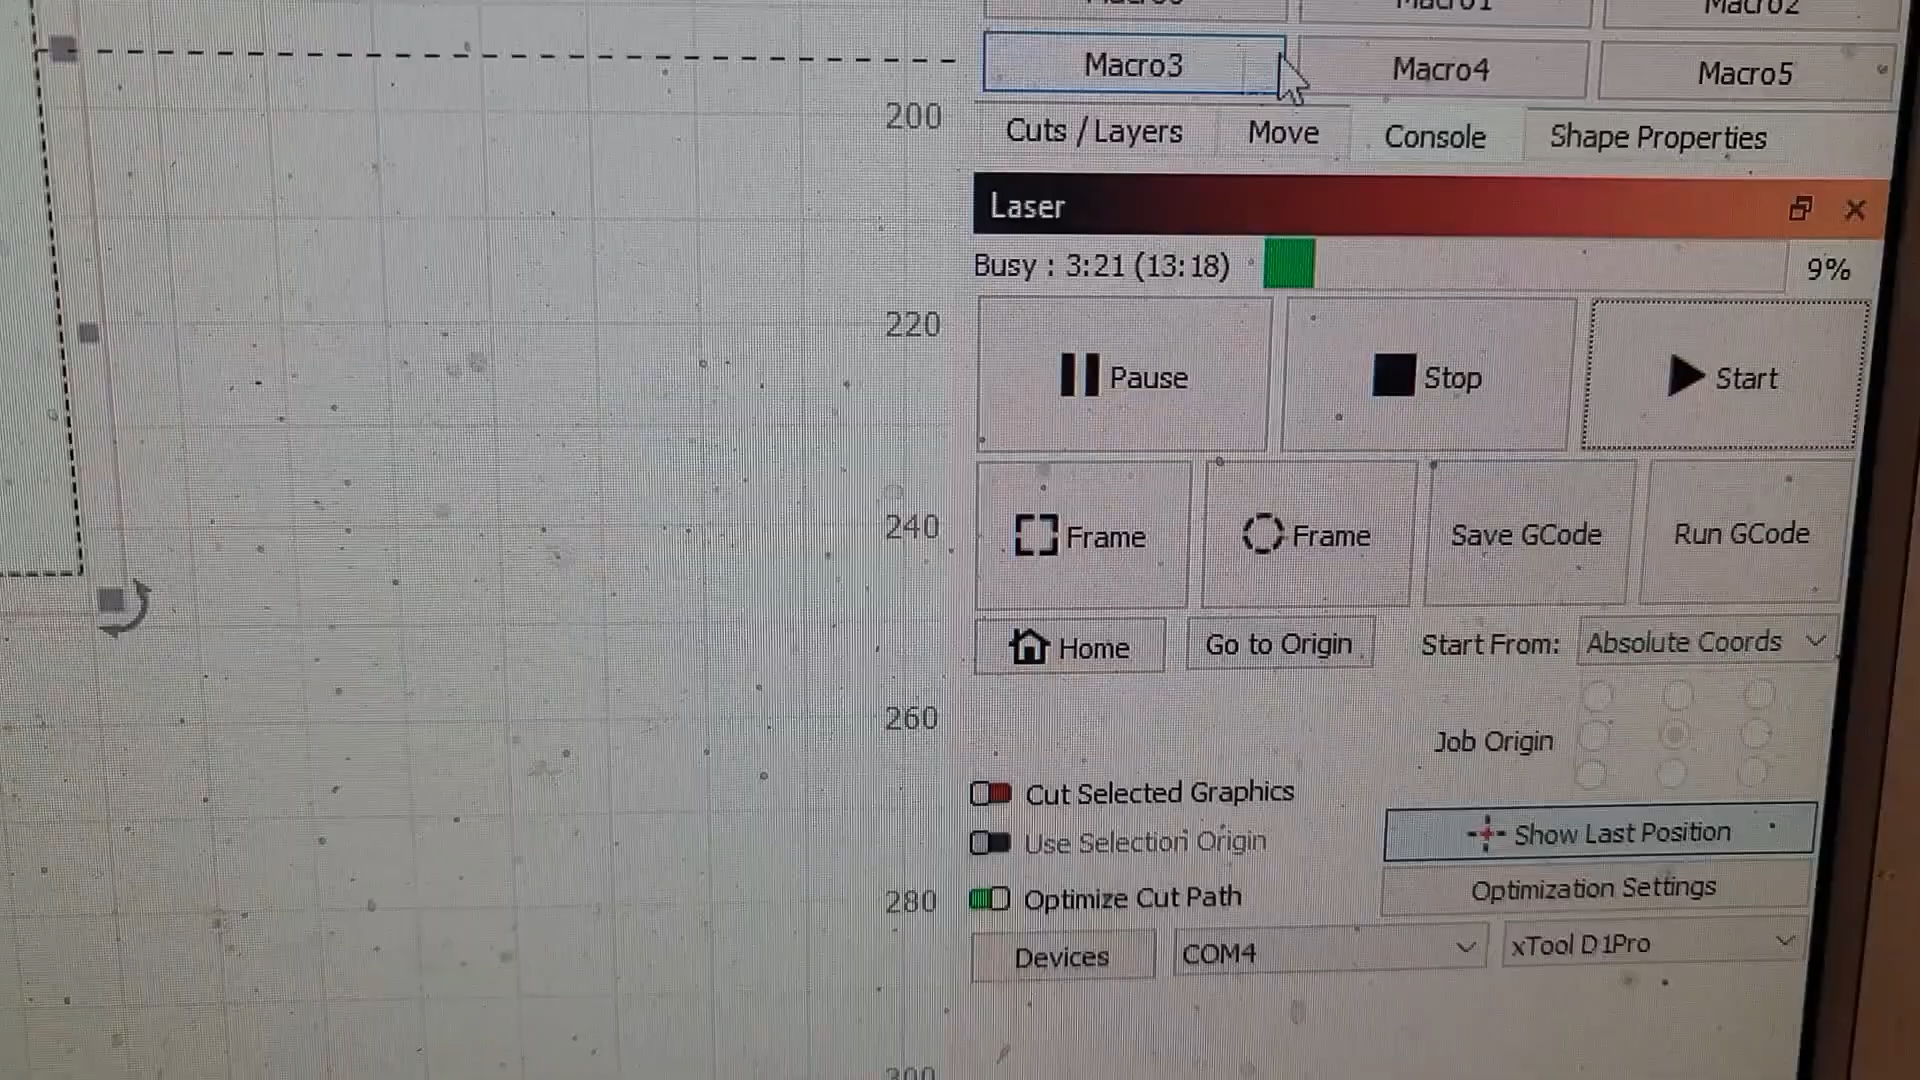 Macro1 Macro2
Macro3 Macro4 Macro5
200
Cuts / Layers Move Console Shape Properties
Laser
Busy : 3:21 (13:18) 9%
220
Pause Stop Start
240
Frame Frame Save GCode Run GCode
Home Go to Origin Start From: Absolute Coords
260
Job Origin
Cut Selected Graphics
Show Last Position
Use Selection Origin
Optimization Settings
280
Optimize Cut Path
Devices COM4 xTool D1Pro
300